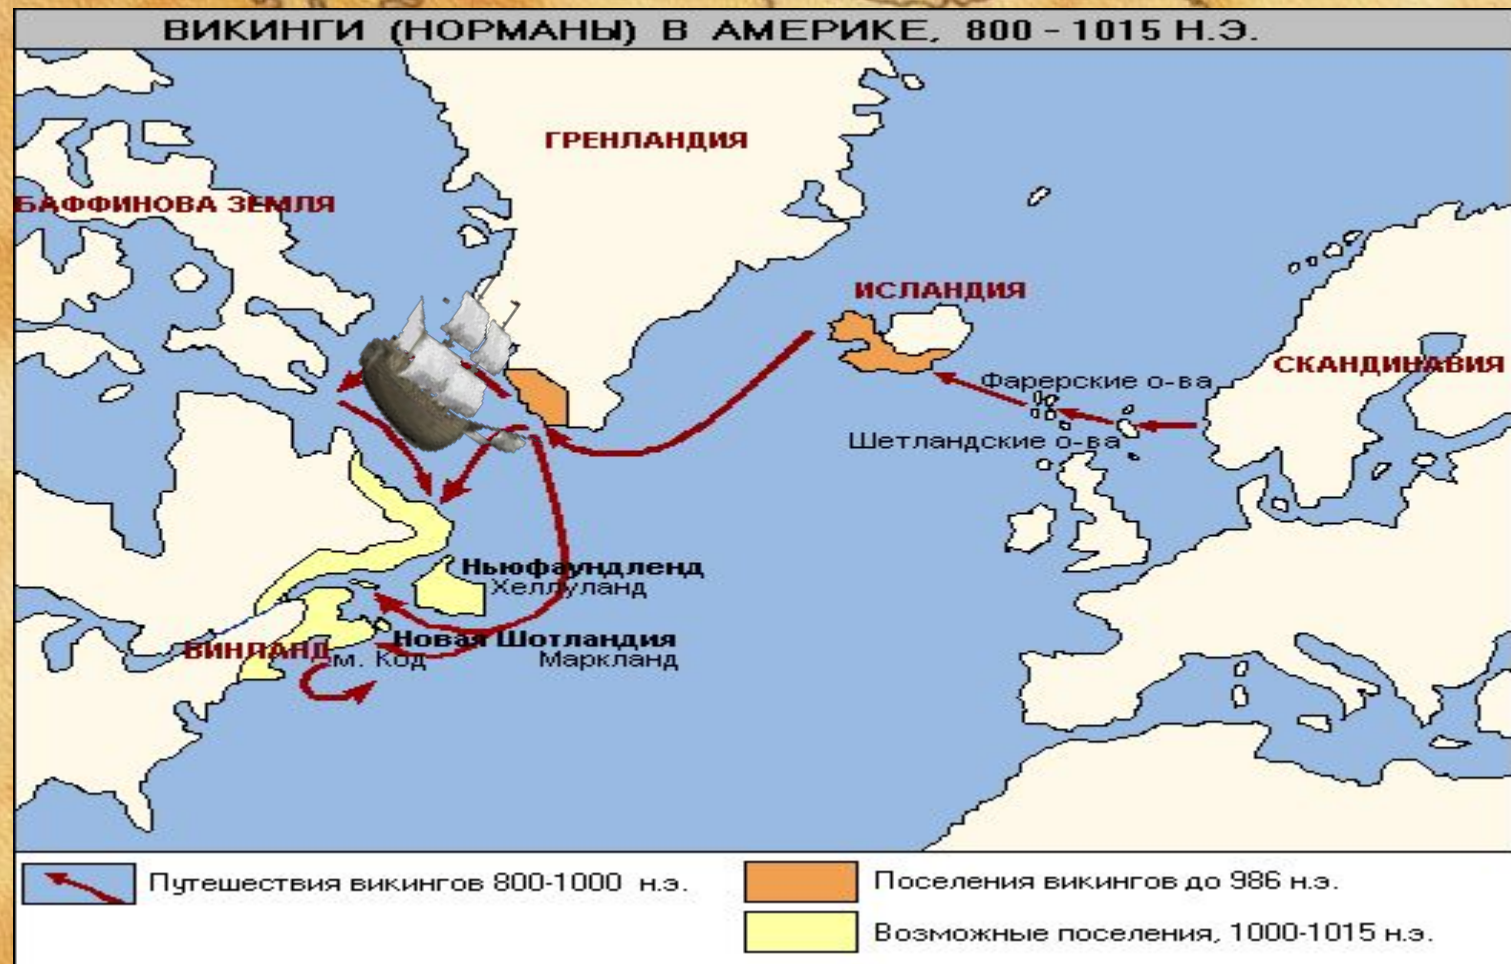 ВИКИНГИ (НОРМАНЫ) В АМЕРИКЕ, 800 - 1015 Н.Э.
ГРЕНЛАНДИЯ
БАФФИНОВА ЗЕМЛЯ
ИСЛАНДИЯ
СКАНДИНАВИЯ
Фарерские о-ва
Шетландские о-ва
Ньюфаундленд
Хеллуланд
Новая Шотландия
ВИНЛАНД
м. Код
Маркланд
Путешествия викингов 800-1000 н.э.
Поселения викингов до 986 н.э.
Возможные поселения, 1000-1015 н.э.